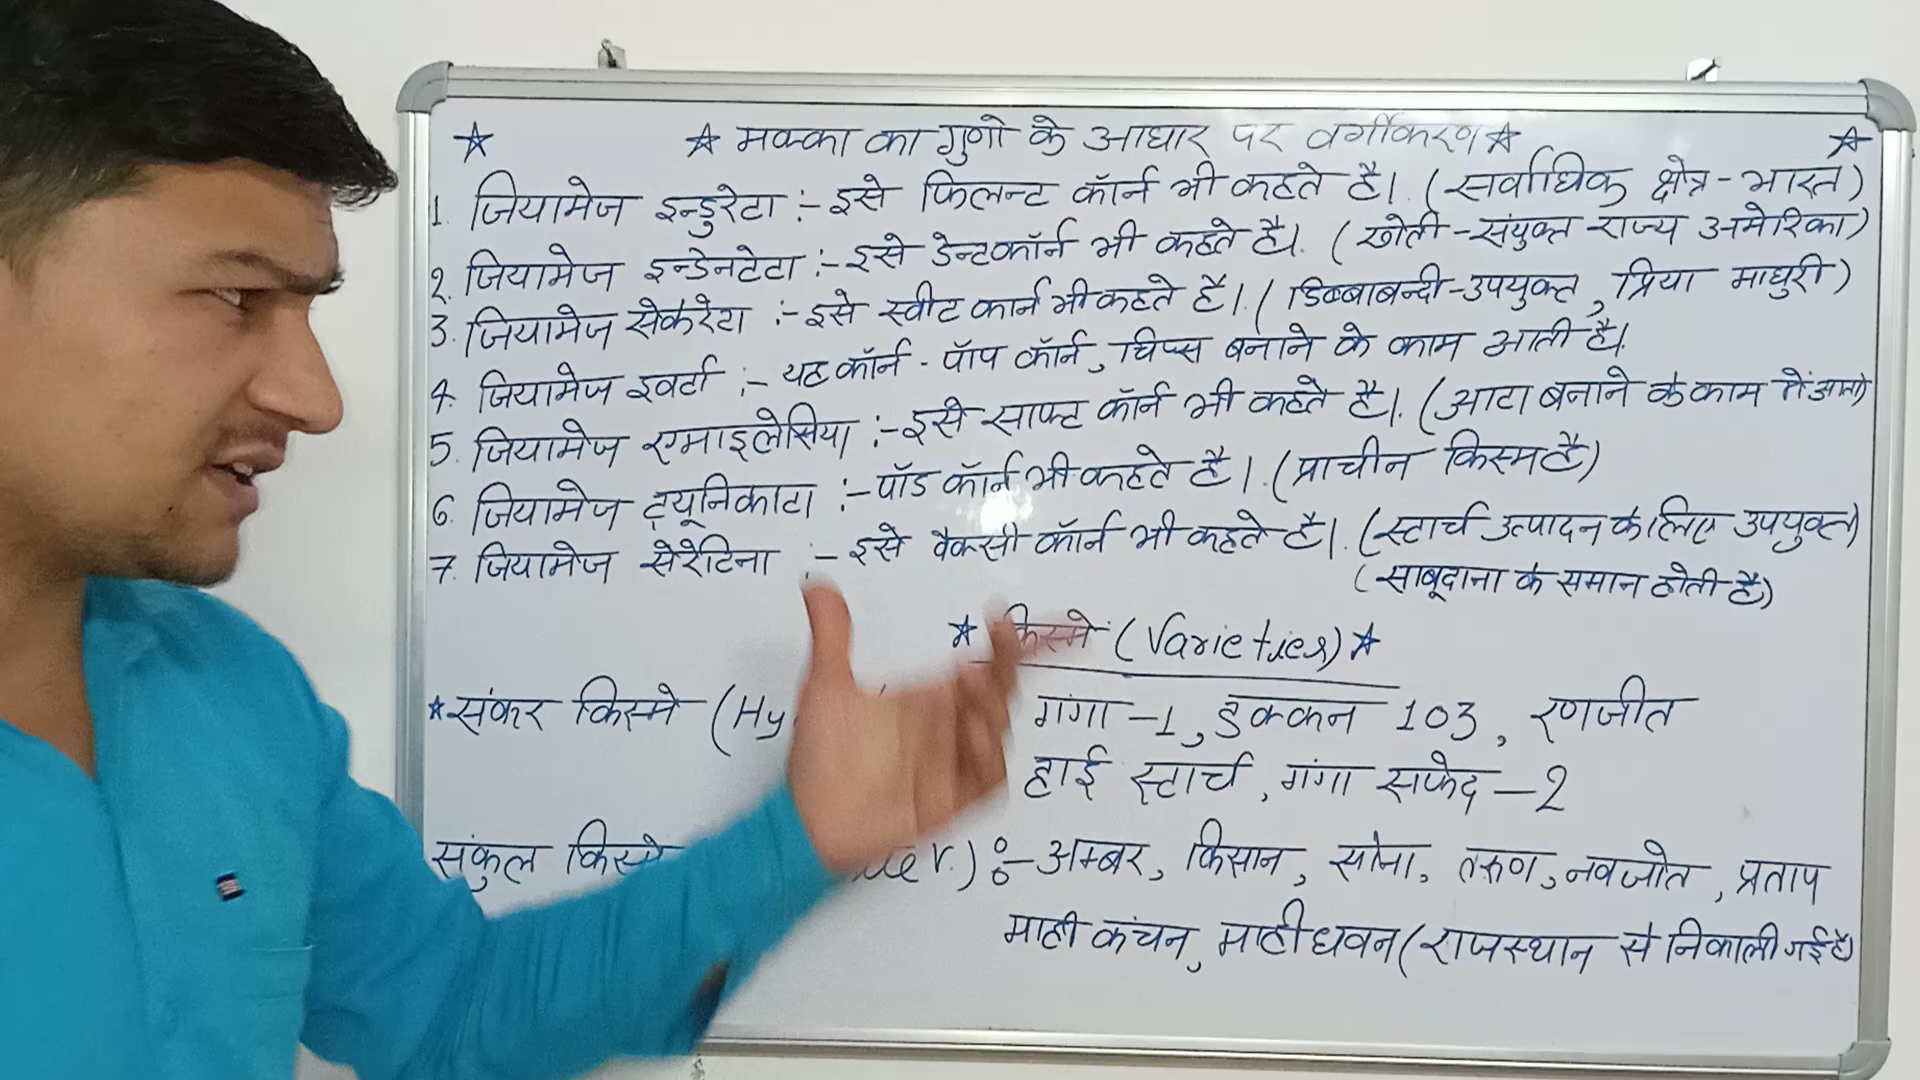 ☆ ☆ मक्का का गुणो के आधार पर वर्गीकरण ☆ ☆
1. जियामेज इन्डुरेटा :- इसे फिलन्ट कॉर्न भी कहते है। (सर्वाधिक क्षेत्र - भारत)
2. जियामेज इन्डेनटेटा :- इसे डेन्टकॉर्न भी कहते है। (खेती - संयुक्त राज्य अमेरिका)
3. जियामेज सेकेरेटा :- इसे स्वीट कार्न भी कहते है। (डिब्बाबन्दी - उपयुक्त, प्रिया माधुरी)
4. जियामेज इवर्टा :- यह कॉर्न - पॉप कॉर्न, चिप्स बनाने के काम आती है।
5. जियामेज एमाइलेसिया :- इसे साफ्ट कॉर्न भी कहते है। (आटा बनाने के काम में
6. जियामेज ट्यूनिकाटा :- पॉड कॉर्न भी कहते है। (प्राचीन किस्म है)
7. जियामेज सेरेटिना :- इसे वैक्सी कॉर्न भी कहते है। (स्टार्च उत्पादन के लिए उपयुक्त)
(साबूदाना के समान होती है)
☆ किस्मे (Varieties) ☆
☆ संकर किस्मे (Hy गंगा - 1, डक्कन 103, रणजीत
हाई स्टार्च, गंगा सफेद - 2
संकुल किस्मे :- अम्बर, किसान, सोना, तरुण, नवजोत, प्रताप
माही कंचन, माही धवन (राजस्थान से निकाली गई है)